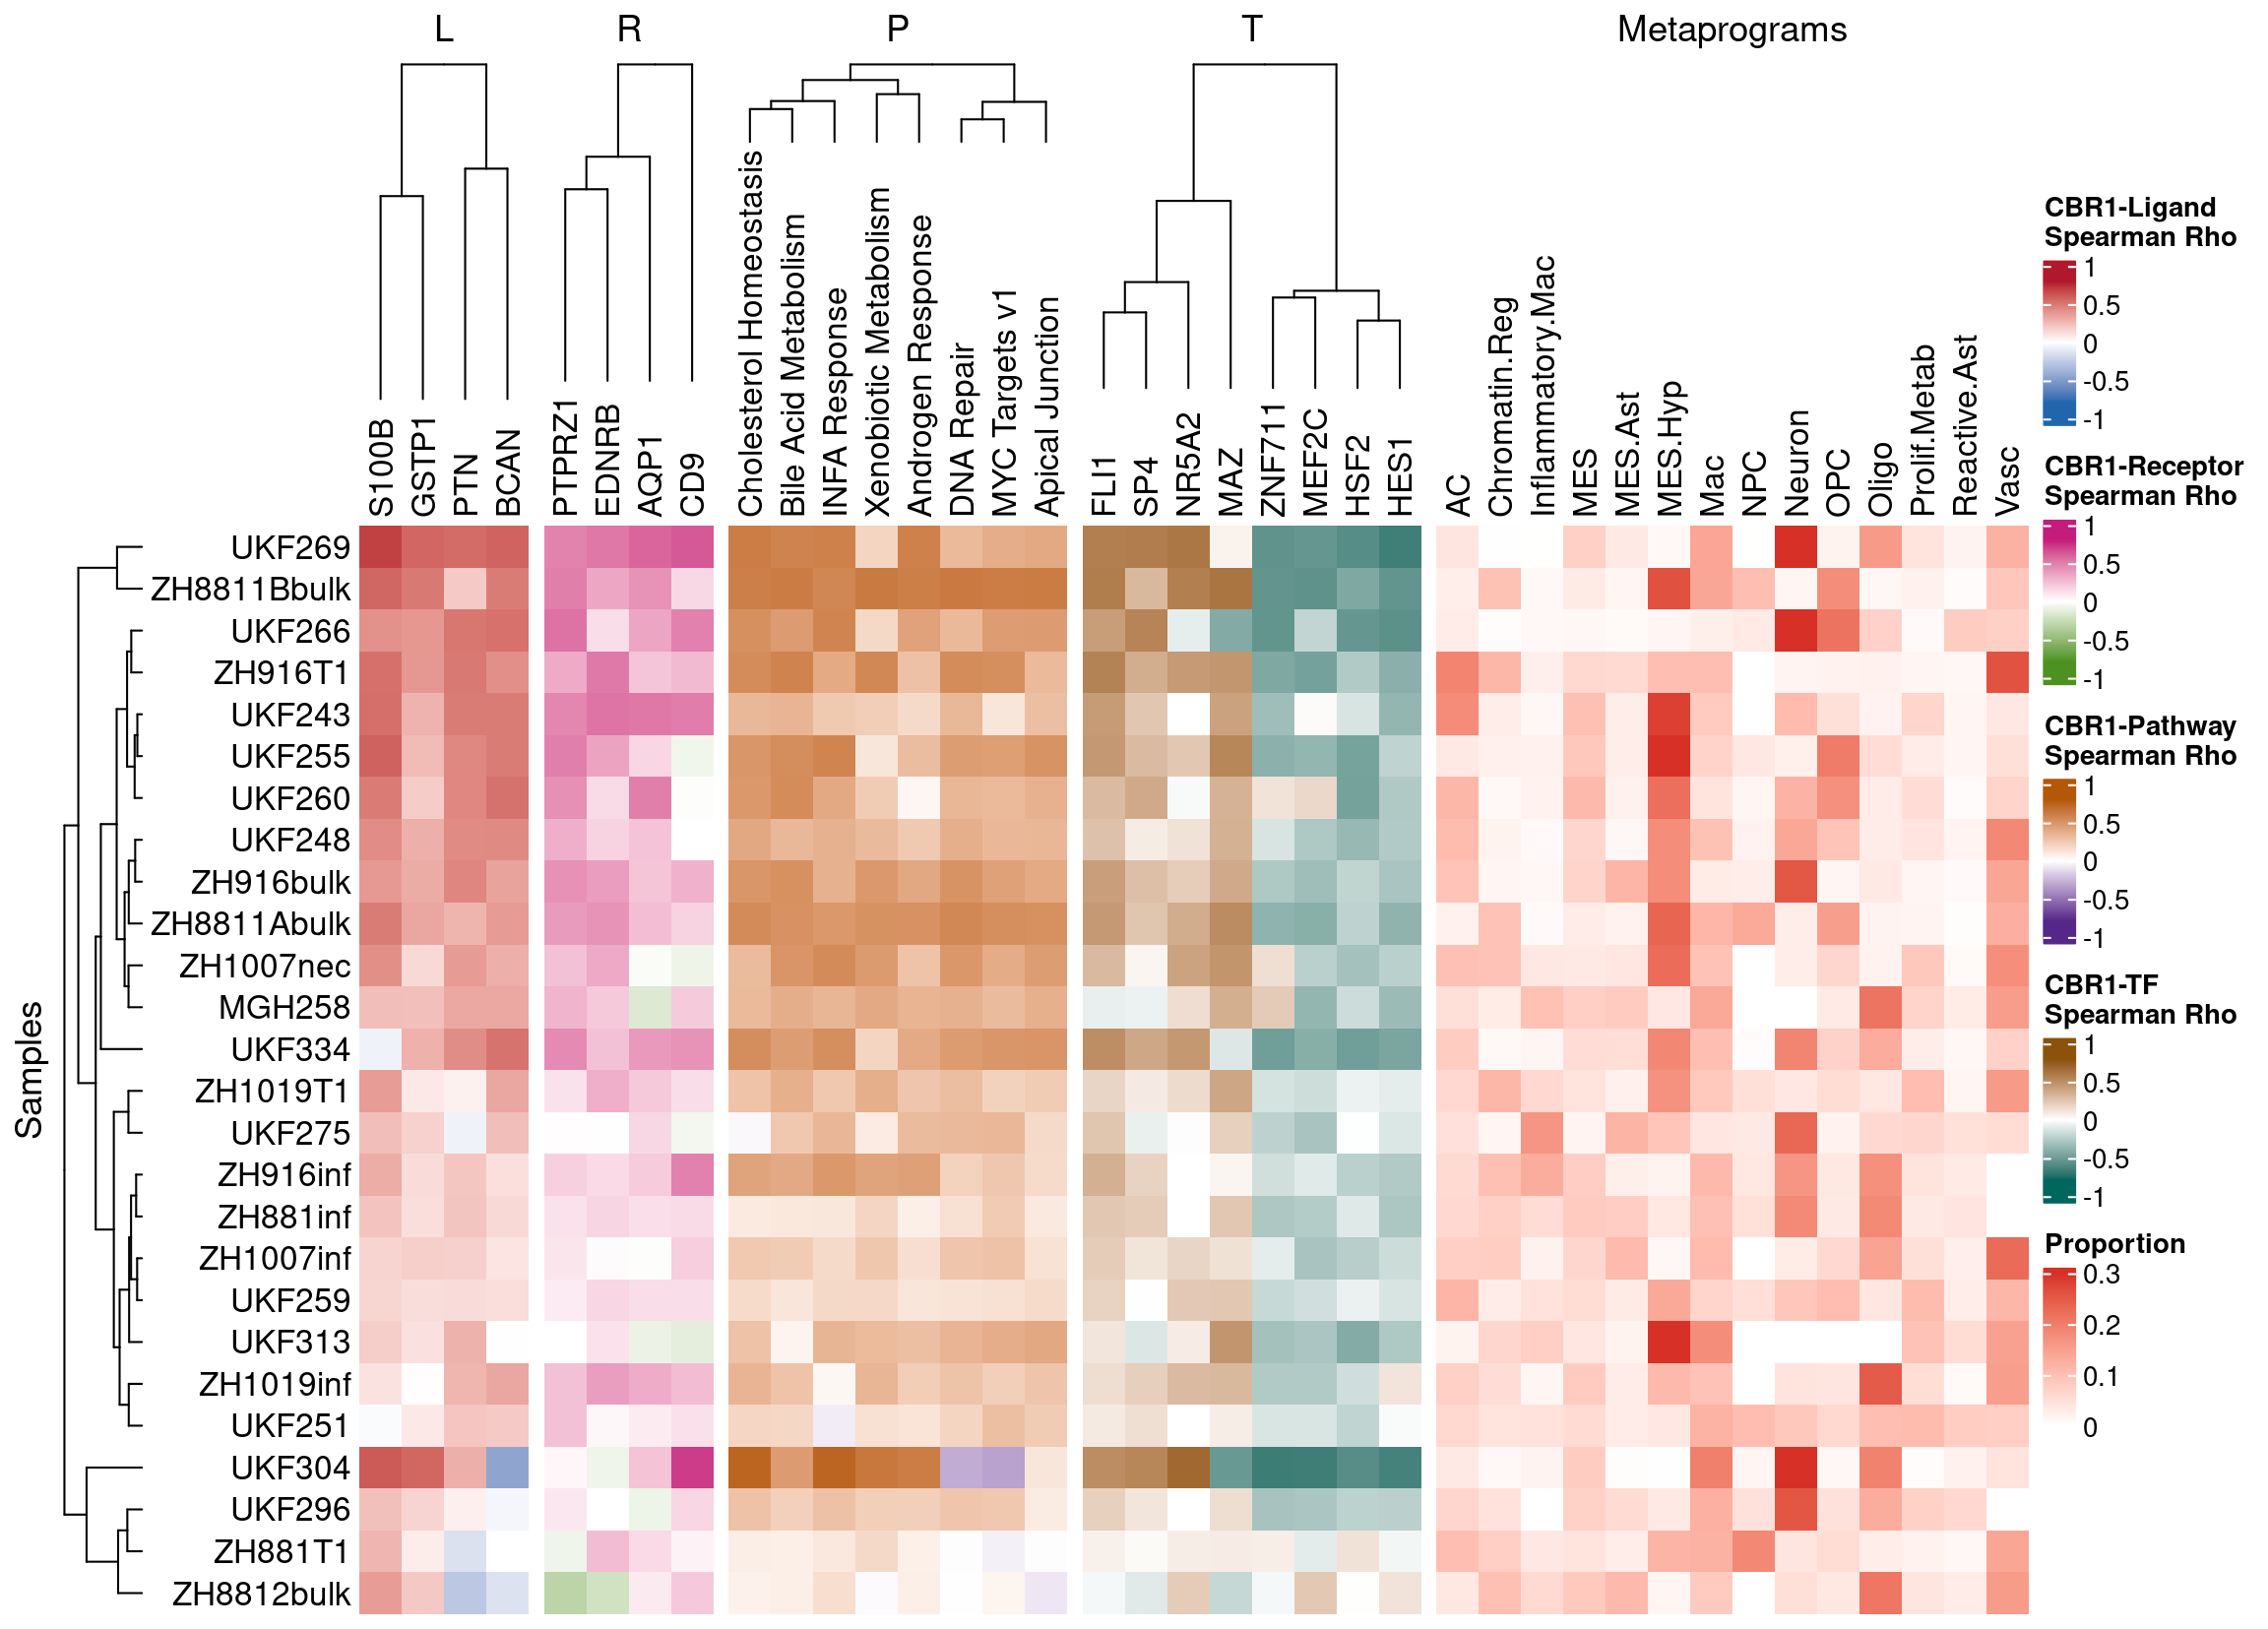 L R P T Metaprograms
S100B
GSTP1
PTN
BCAN
PTPRZ1
EDNRB
AQP1
CD9
Cholesterol Homeostasis
Bile Acid Metabolism
INFA Response
Xenobiotic Metabolism
Androgen Response
DNA Repair
MYC Targets v1
Apical Junction
FLI1
SP4
NR5A2
MAZ
ZNF711
MEF2C
HSF2
HES1
AC
Chromatin.Reg
Inflammatory.Mac
MES
MES.Ast
MES.Hyp
Mac
NPC
Neuron
OPC
Oligo
Prolif.Metab
Reactive.Ast
Vasc
Samples
UKF269
ZH8811Bbulk
UKF266
ZH916T1
UKF243
UKF255
UKF260
UKF248
ZH916bulk
ZH8811Abulk
ZH1007nec
MGH258
UKF334
ZH1019T1
UKF275
ZH916inf
ZH881inf
ZH1007inf
UKF259
UKF313
ZH1019inf
UKF251
UKF304
UKF296
ZH881T1
ZH8812bulk
CBR1-Ligand
Spearman Rho
1
0.5
0
-0.5
-1
CBR1-Receptor
Spearman Rho
1
0.5
0
-0.5
-1
CBR1-Pathway
Spearman Rho
1
0.5
0
-0.5
-1
CBR1-TF
Spearman Rho
1
0.5
0
-0.5
-1
Proportion
0.3
0.2
0.1
0